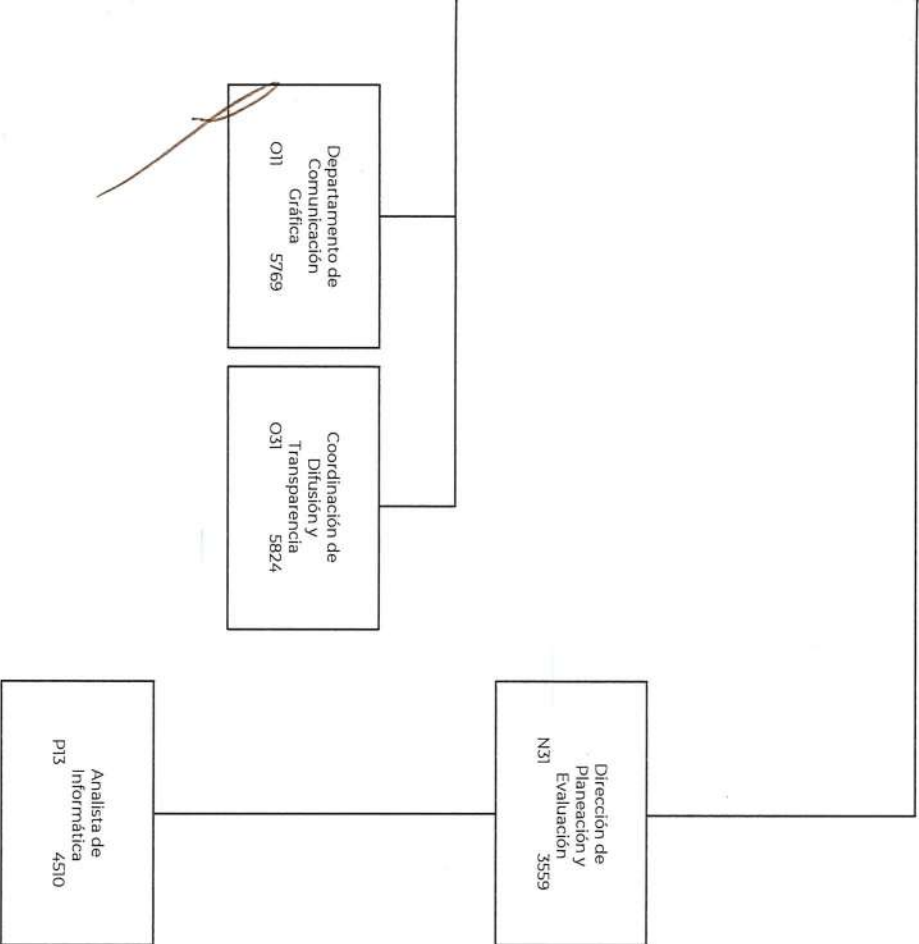 Departamento de
Comunicación
Gráfica
O11 5769
Coordinación de
Difusión y
Transparencia
O31 5824
Dirección de
Planeación y
Evaluación
N31 3559
Analista de
Informática
P13 4510